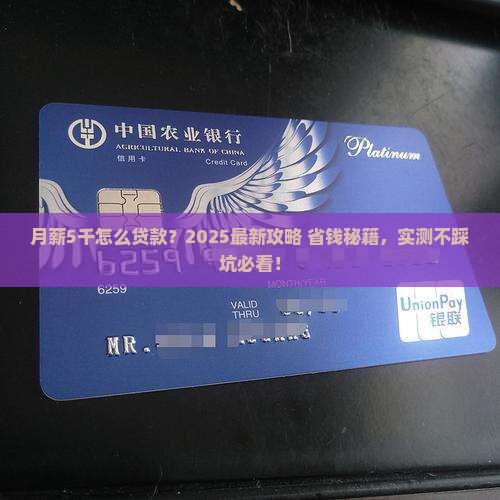 中国农业银行
AGRICULTURAL BANK OF CHINA
信用卡
Credit Card
Platinum
月薪5千怎么贷款？2025最新攻略 省钱秘籍，实测不踩
坑必看！
6259
6259
MONTH/YEAR
VALID
THRU
MR.
UnionPay
银联